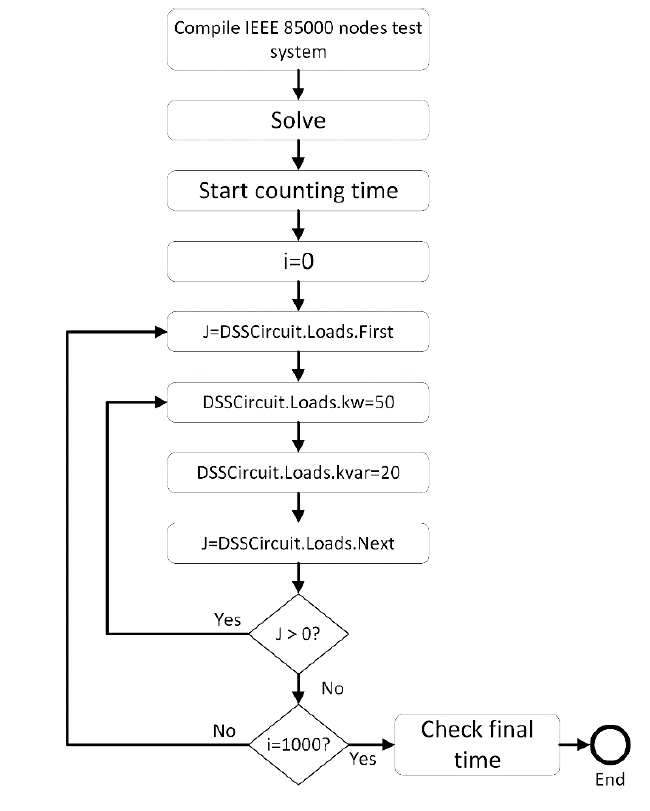 Compile IEEE 85000 nodes test
system
Solve
Start counting time
i=0
J=DSSCircuit.Loads.First
DSSCircuit.Loads.kw=50
DSSCircuit.Loads.kvar=20
J=DSSCircuit.Loads.Next
Yes
J > 0?
No
No
i=1000?
Yes
Check final
time
End